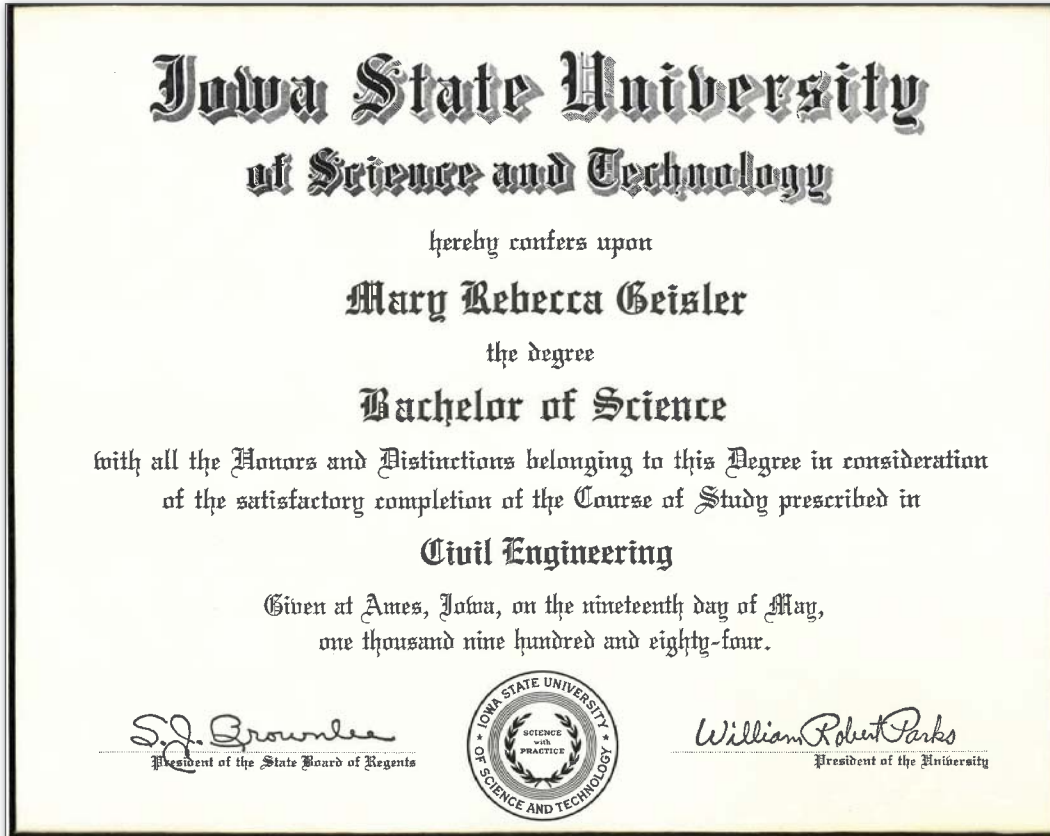 Iowa State University
of Science and Technology
hereby confers upon
Mary Rebecca Geisler
the degree
Bachelor of Science
with all the Honors and Distinctions belonging to this Degree in consideration
of the satisfactory completion of the Course of Study prescribed in
Civil Engineering
Given at Ames, Iowa, on the nineteenth day of May,
one thousand nine hundred and eighty-four.
S.J. Brownlee
President of the State Board of Regents
IOWA STATE UNIVERSITY
OF SCIENCE AND TECHNOLOGY
SCIENCE
with
PRACTICE
William Robert Parks
President of the University